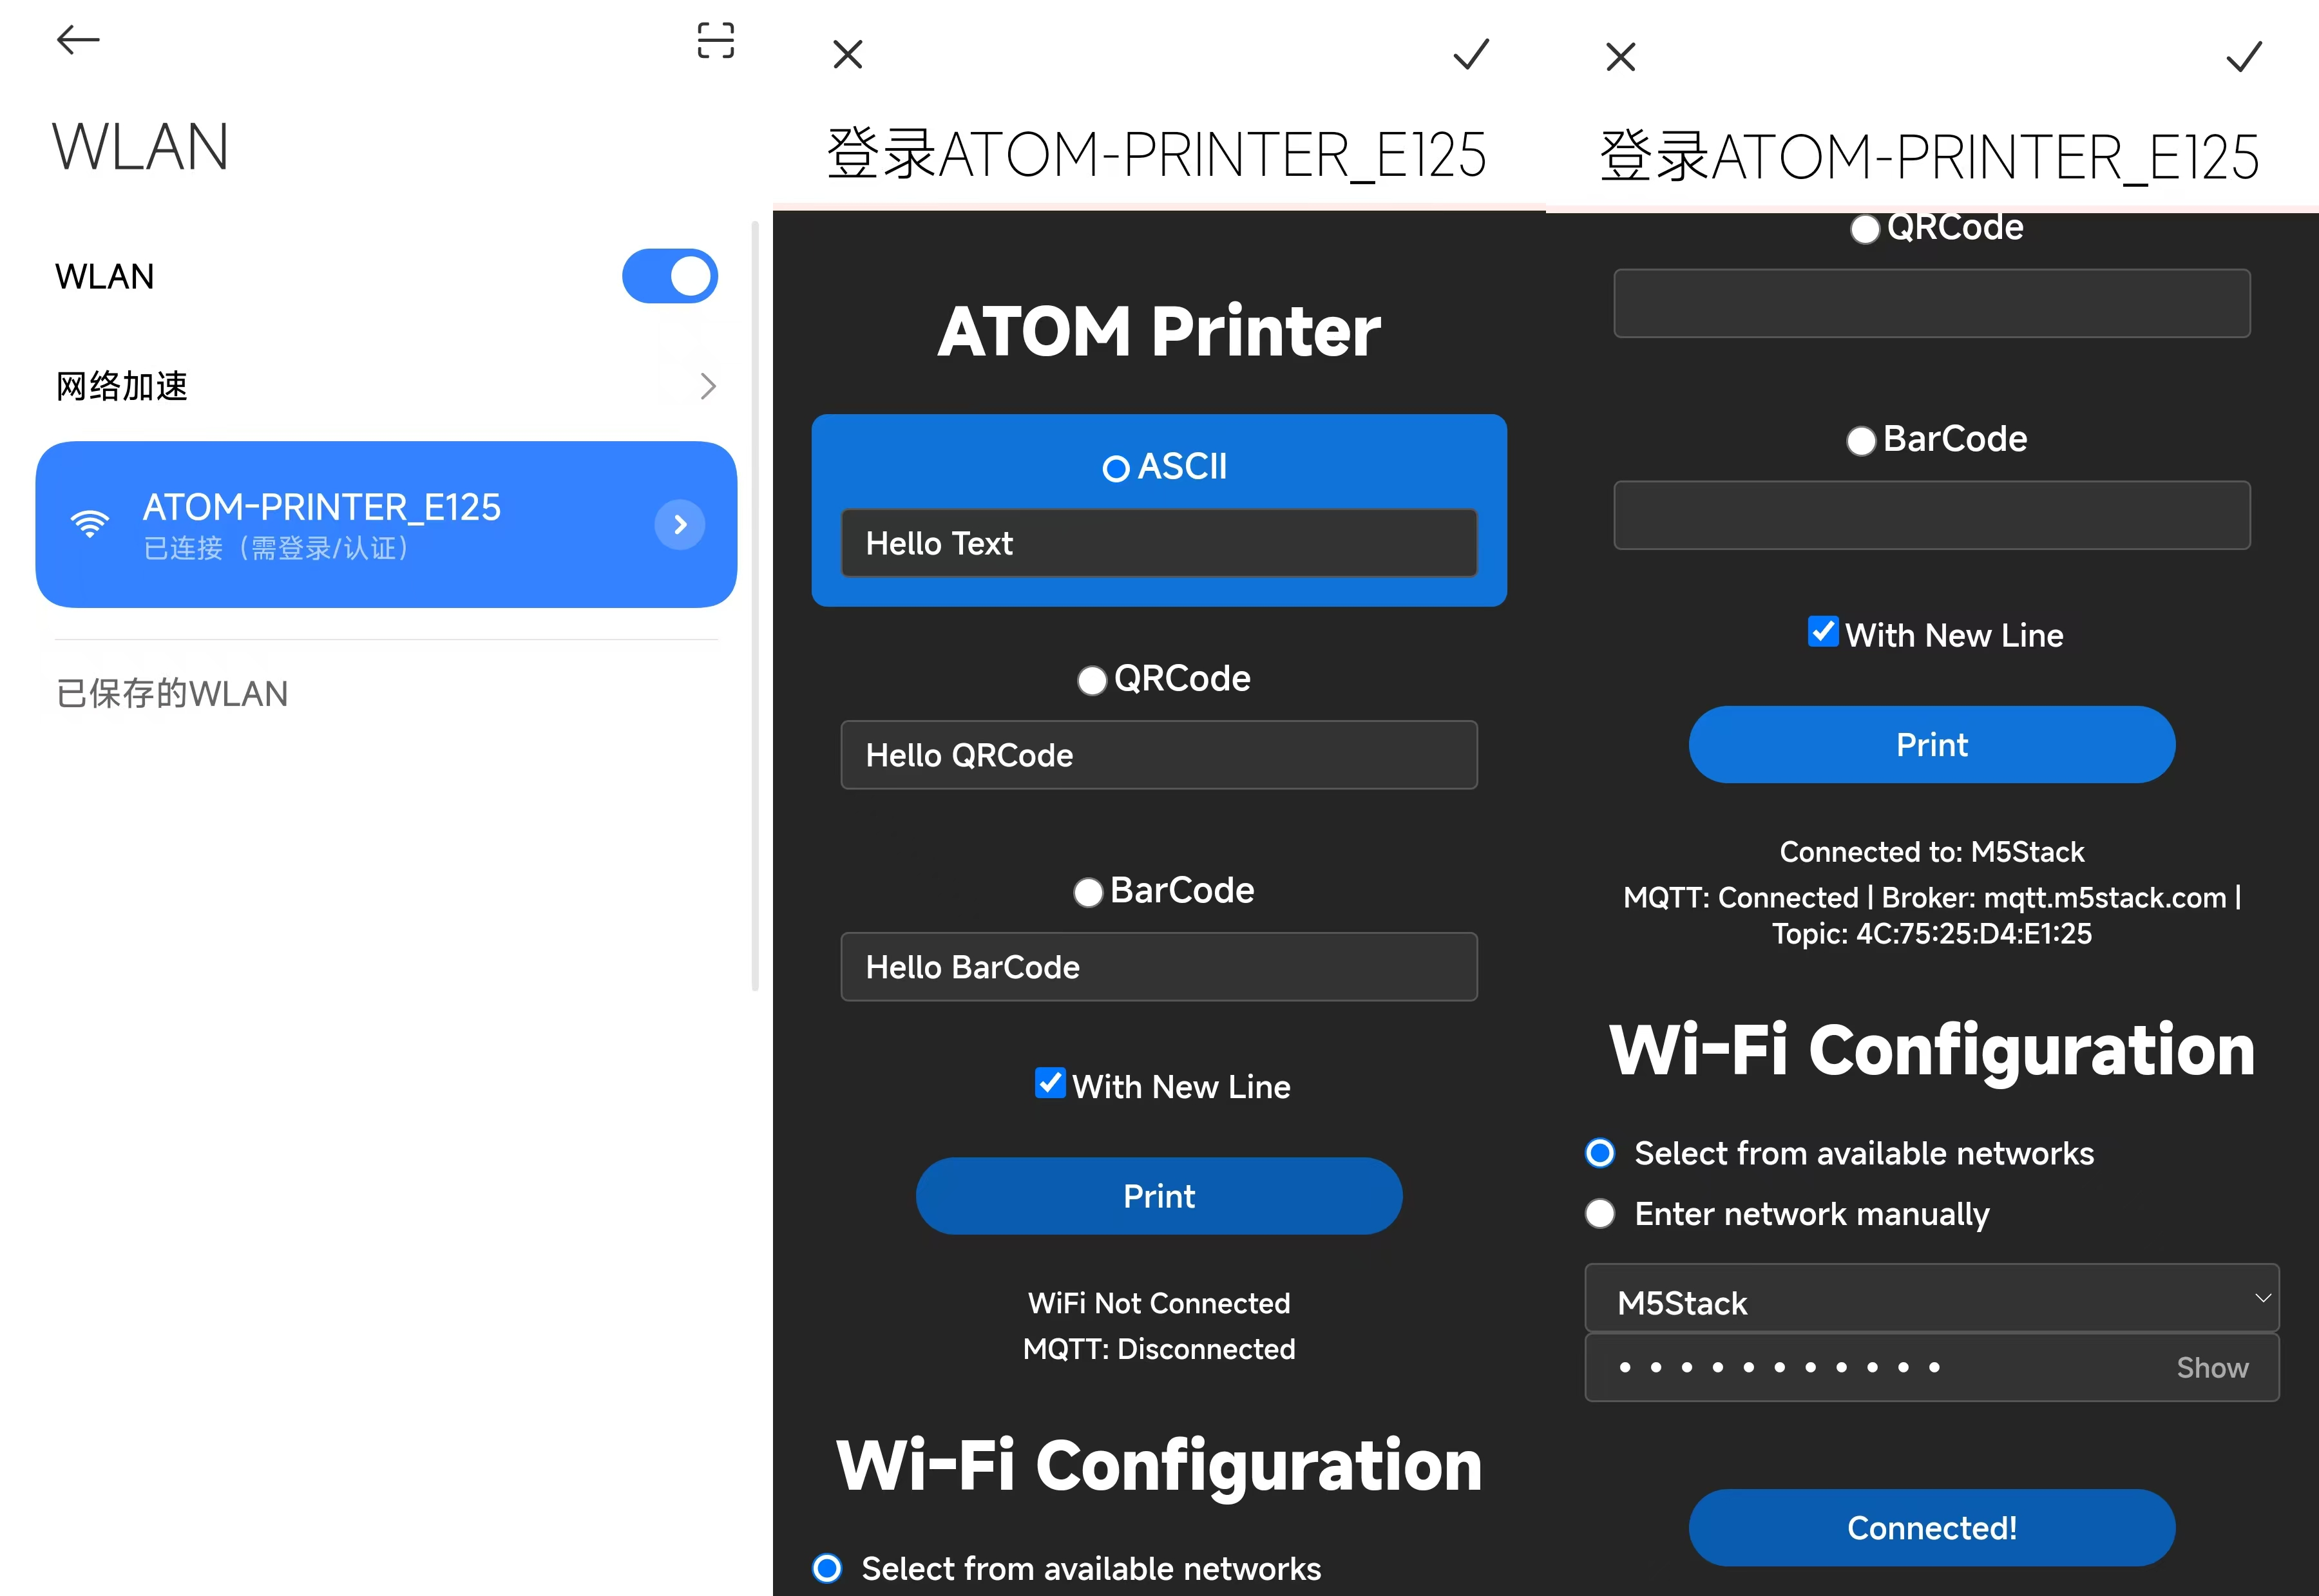 WLAN
WLAN
网络加速
ATOM-PRINTER_E125
已连接（需登录/认证）
已保存的WLAN
登录ATOM-PRINTER_E125
ATOM Printer
ASCII
Hello Text
QRCode
Hello QRCode
BarCode
Hello BarCode
With New Line
Print
WiFi Not Connected
MQTT: Disconnected
Wi-Fi Configuration
Select from available networks
登录ATOM-PRINTER_E125
QRCode
BarCode
With New Line
Print
Connected to: M5Stack
MQTT: Connected | Broker: mqtt.m5stack.com |
Topic: 4C:75:25:D4:E1:25
Wi-Fi Configuration
Select from available networks
Enter network manually
M5Stack
Show
Connected!